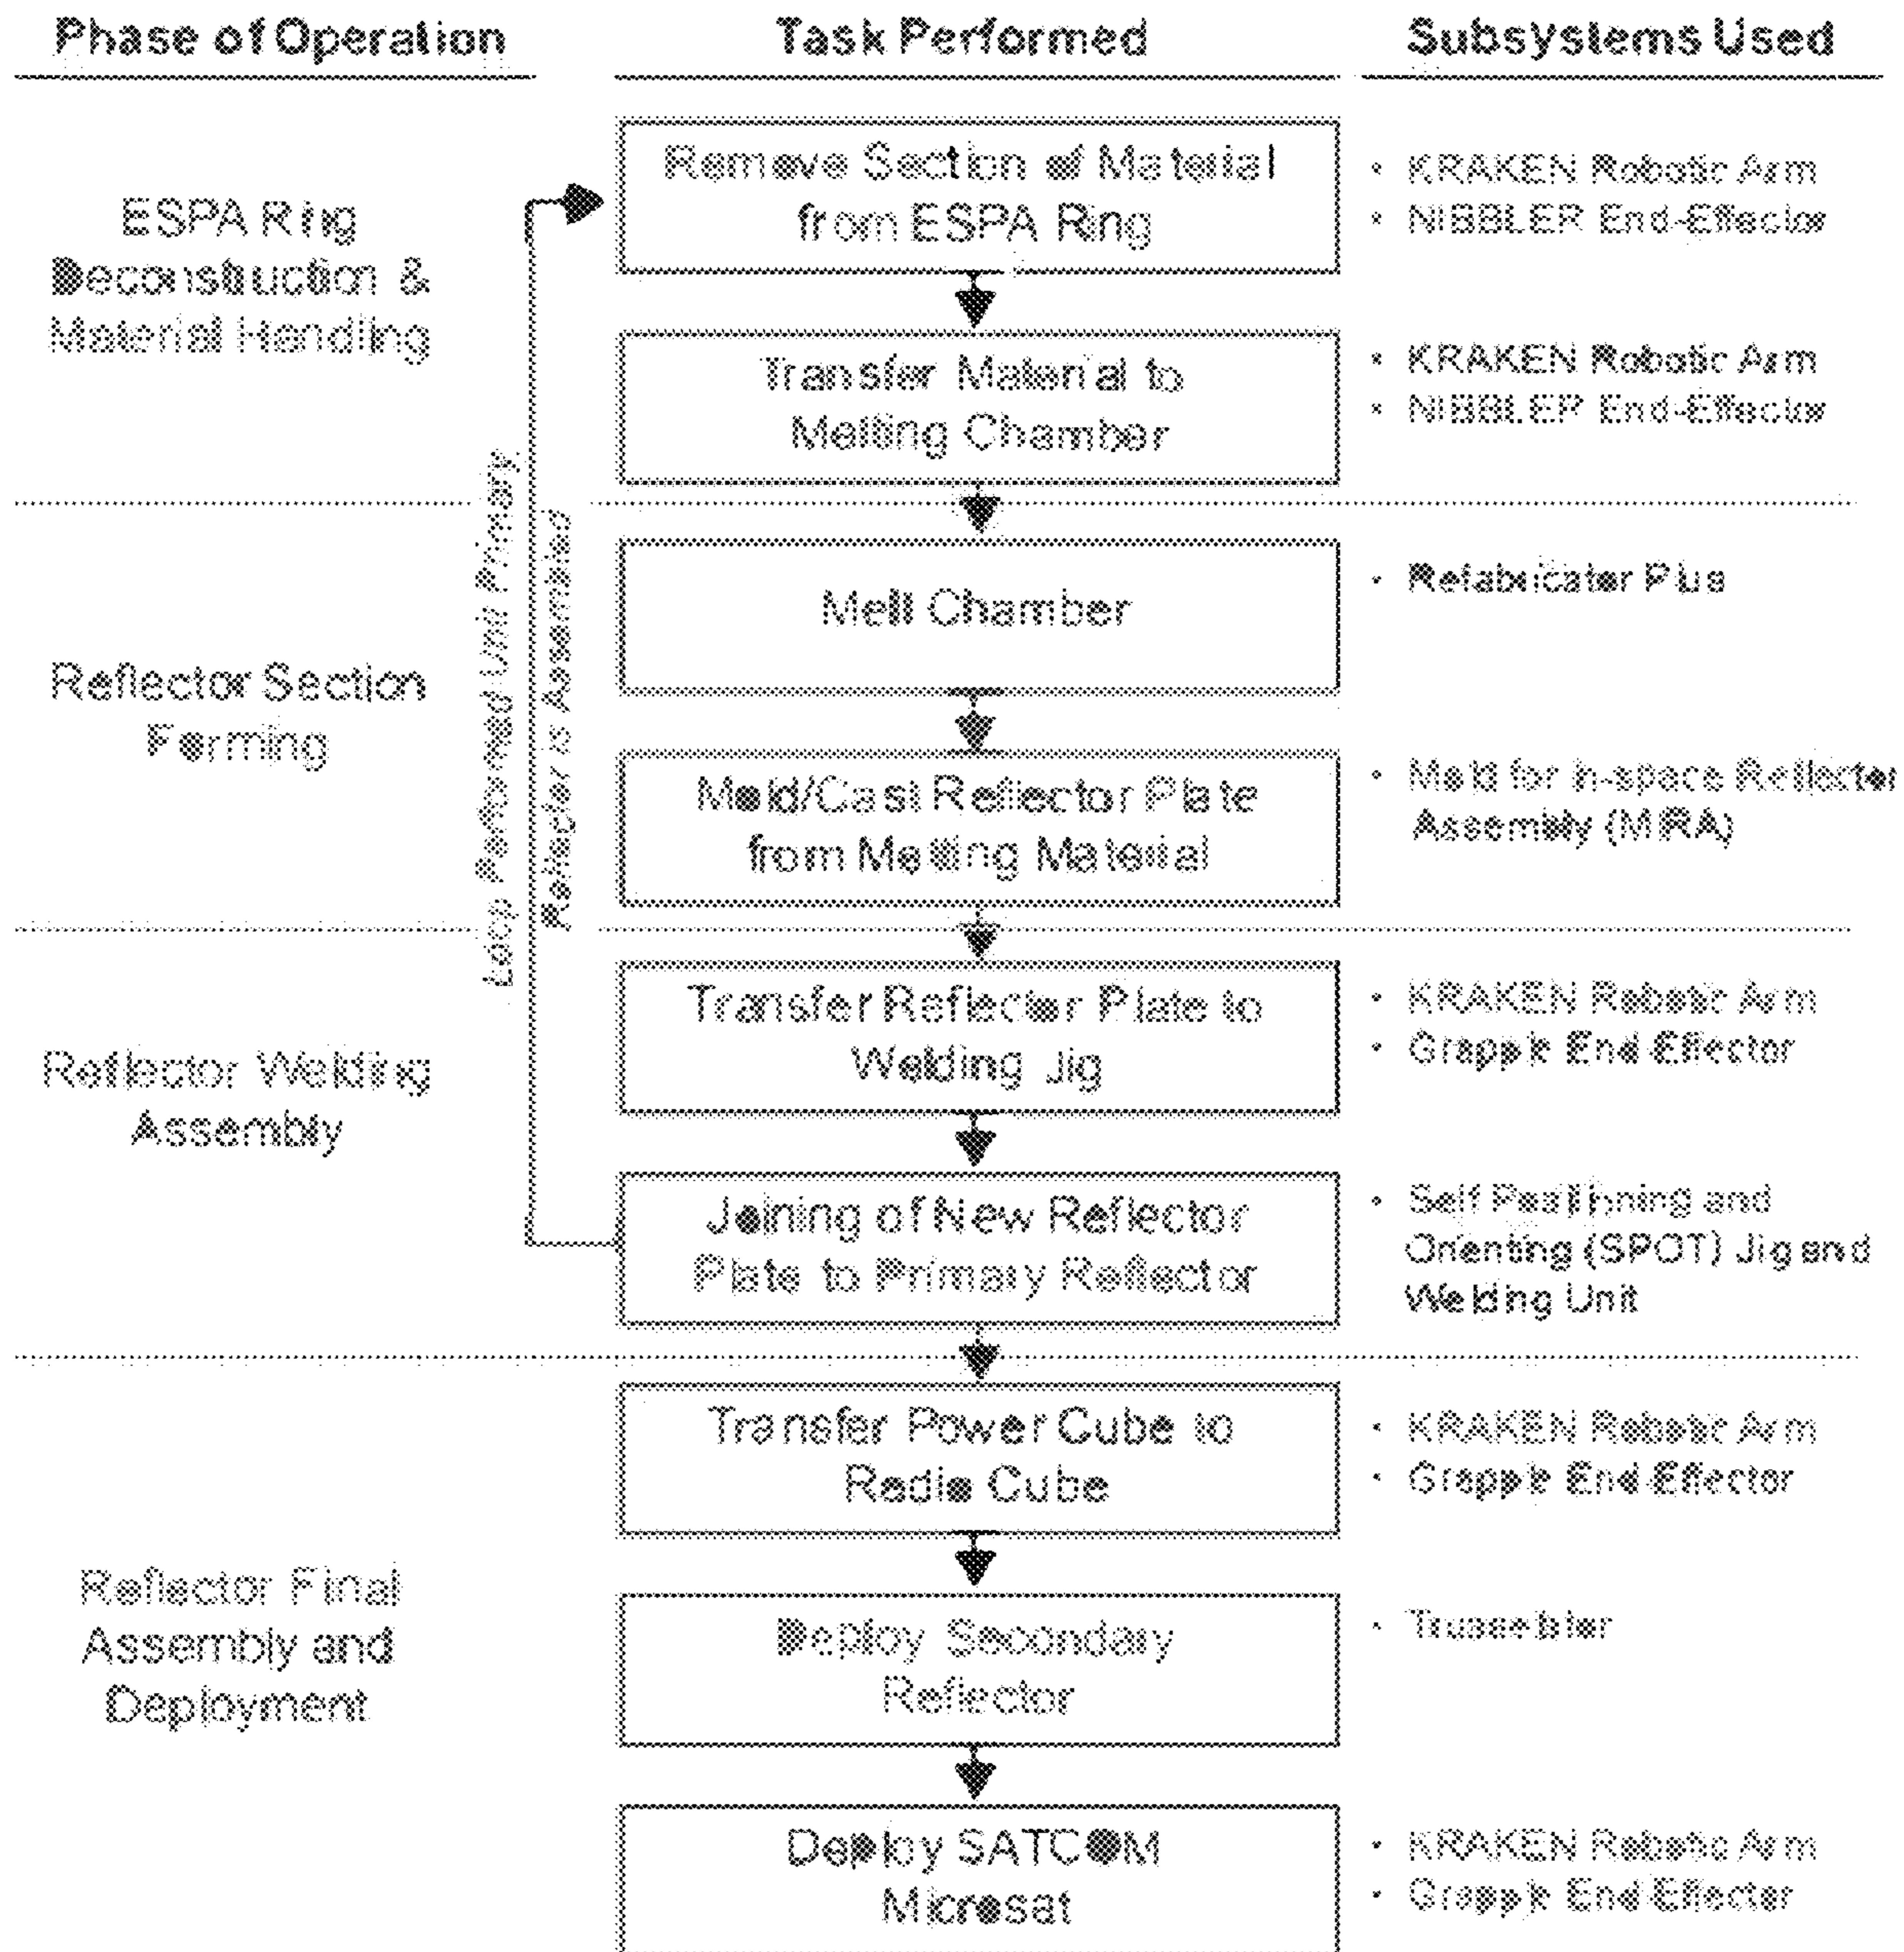 Phase of Operation
Task Performed
Subsystems Used
ESPA Ring
Deconstruction &
Material Handling
Remove Section of Material
from ESPA Ring
• KRAKEN Robotic Arm
• NIBBLER End-Effector
Transfer Material to
Melting Chamber
• KRAKEN Robotic Arm
• NIBBLER End-Effector
Loop Performed Until Primary
Reflector is Assembled
Reflector Section
Forming
Melt Chamber
• Refabricator Plus
Mold/Cast Reflector Plate
from Melting Material
• Mold for In-space Reflector
Assembly (MIRA)
Reflector Welding
Assembly
Transfer Reflector Plate to
Welding Jig
• KRAKEN Robotic Arm
• Grapple End-Effector
Joining of New Reflector
Plate to Primary Reflector
• Self Positioning and
Orienting (SPOT) Jig and
Welding Unit
Reflector Final
Assembly and
Deployment
Transfer Power Cube to
Radio Cube
• KRAKEN Robotic Arm
• Grapple End-Effector
Deploy Secondary
Reflector
• Trusselator
Deploy SATCOM
Microsat
• KRAKEN Robotic Arm
• Grapple End-Effector